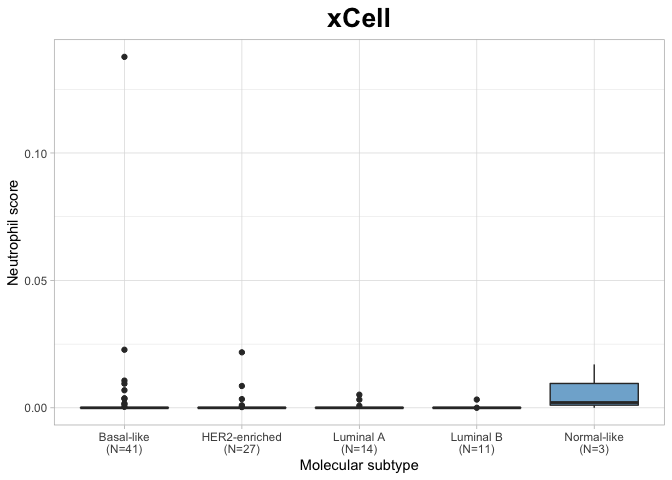 xCell
Neutrophil score
0.10
0.05
0.00
Basal-like
(N=41)
HER2-enriched
(N=27)
Luminal A
(N=14)
Luminal B
(N=11)
Normal-like
(N=3)
Molecular subtype